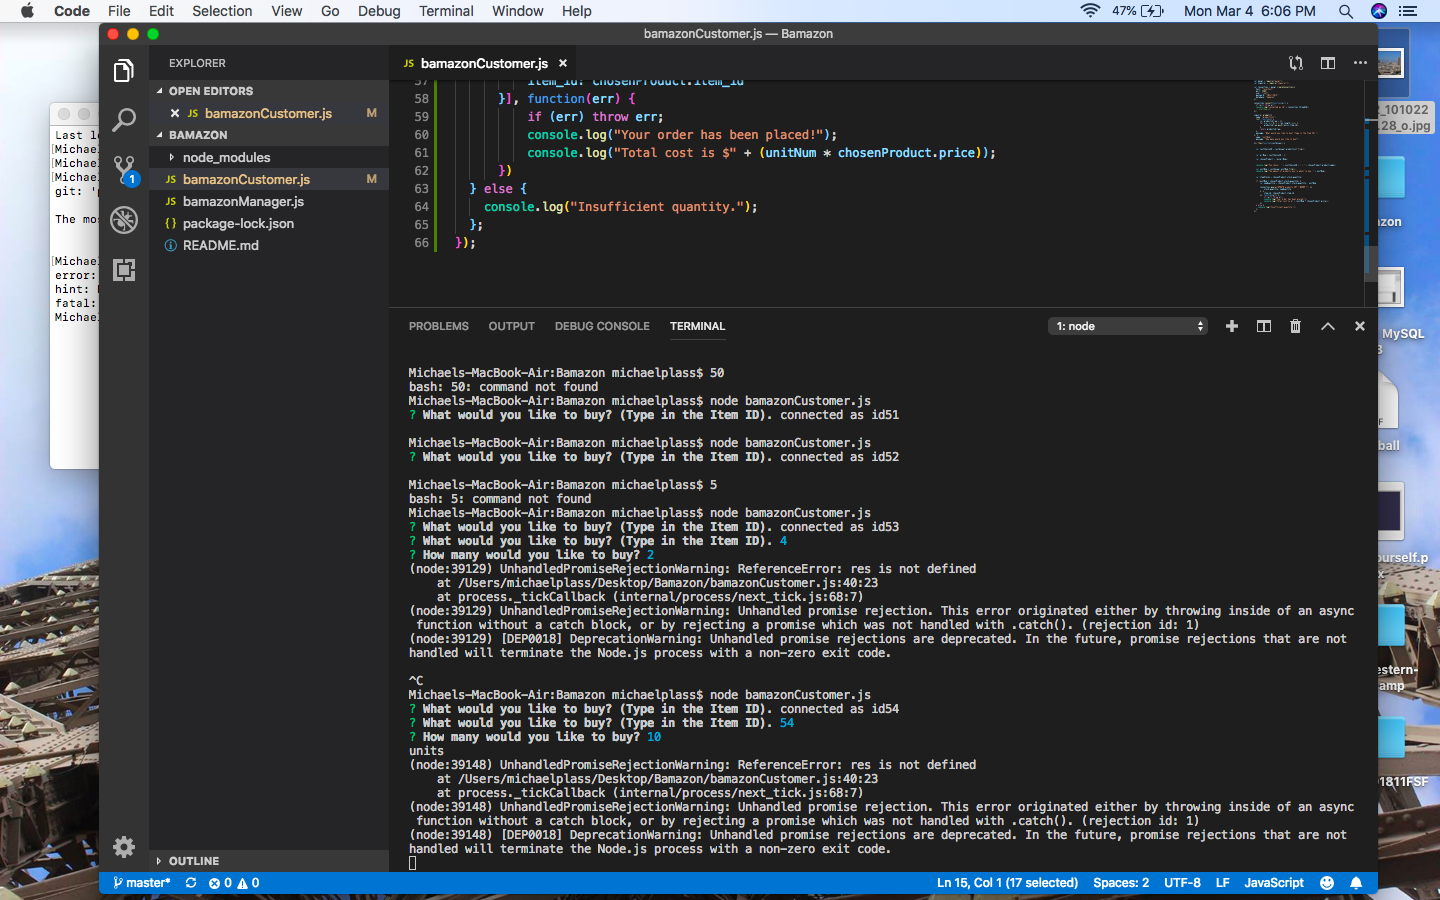 Code File Edit Selection View Go Debug Terminal Window Help 47% Mon Mar 4 6:06 PM
bamazonCustomer.js — Bamazon
EXPLORER
OPEN EDITORS
JS bamazonCustomer.js M
BAMAZON
node_modules
JS bamazonCustomer.js M
JS bamazonManager.js
{} package-lock.json
README.md
1
OUTLINE
JS bamazonCustomer.js
57 item_id: chosenProduct.item_id
58 }], function(err) {
59 if (err) throw err;
60 console.log("Your order has been placed!");
61 console.log("Total cost is $" + (unitNum * chosenProduct.price));
62 })
63 } else {
64 console.log("Insufficient quantity.");
65 };
66 });
PROBLEMS OUTPUT DEBUG CONSOLE TERMINAL 1: node
Michaels-MacBook-Air:Bamazon michaelplass$ 50
bash: 50: command not found
Michaels-MacBook-Air:Bamazon michaelplass$ node bamazonCustomer.js
? What would you like to buy? (Type in the Item ID). connected as id51
Michaels-MacBook-Air:Bamazon michaelplass$ node bamazonCustomer.js
? What would you like to buy? (Type in the Item ID). connected as id52
Michaels-MacBook-Air:Bamazon michaelplass$ 5
bash: 5: command not found
Michaels-MacBook-Air:Bamazon michaelplass$ node bamazonCustomer.js
? What would you like to buy? (Type in the Item ID). connected as id53
? What would you like to buy? (Type in the Item ID). 4
? How many would you like to buy? 2
(node:39129) UnhandledPromiseRejectionWarning: ReferenceError: res is not defined
at /Users/michaelplass/Desktop/Bamazon/bamazonCustomer.js:40:23
at process._tickCallback (internal/process/next_tick.js:68:7)
(node:39129) UnhandledPromiseRejectionWarning: Unhandled promise rejection. This error originated either by throwing inside of an async
function without a catch block, or by rejecting a promise which was not handled with .catch(). (rejection id: 1)
(node:39129) [DEP0018] DeprecationWarning: Unhandled promise rejections are deprecated. In the future, promise rejections that are not
handled will terminate the Node.js process with a non-zero exit code.
^C
Michaels-MacBook-Air:Bamazon michaelplass$ node bamazonCustomer.js
? What would you like to buy? (Type in the Item ID). connected as id54
? What would you like to buy? (Type in the Item ID). 54
? How many would you like to buy? 10
units
(node:39148) UnhandledPromiseRejectionWarning: ReferenceError: res is not defined
at /Users/michaelplass/Desktop/Bamazon/bamazonCustomer.js:40:23
at process._tickCallback (internal/process/next_tick.js:68:7)
(node:39148) UnhandledPromiseRejectionWarning: Unhandled promise rejection. This error originated either by throwing inside of an async
function without a catch block, or by rejecting a promise which was not handled with .catch(). (rejection id: 1)
(node:39148) [DEP0018] DeprecationWarning: Unhandled promise rejections are deprecated. In the future, promise rejections that are not
handled will terminate the Node.js process with a non-zero exit code.
master* 0 0 Ln 15, Col 1 (17 selected) Spaces: 2 UTF-8 LF JavaScript
Last lo
[Michae
[Michae
[Michae
git: 'p
The mos
[Michae
error:
hint:
fatal:
Michae
_101022
28_o.jpg
zon
MySQL
3
F
ball
ourself.p
x
estern-
amp
1811FSF